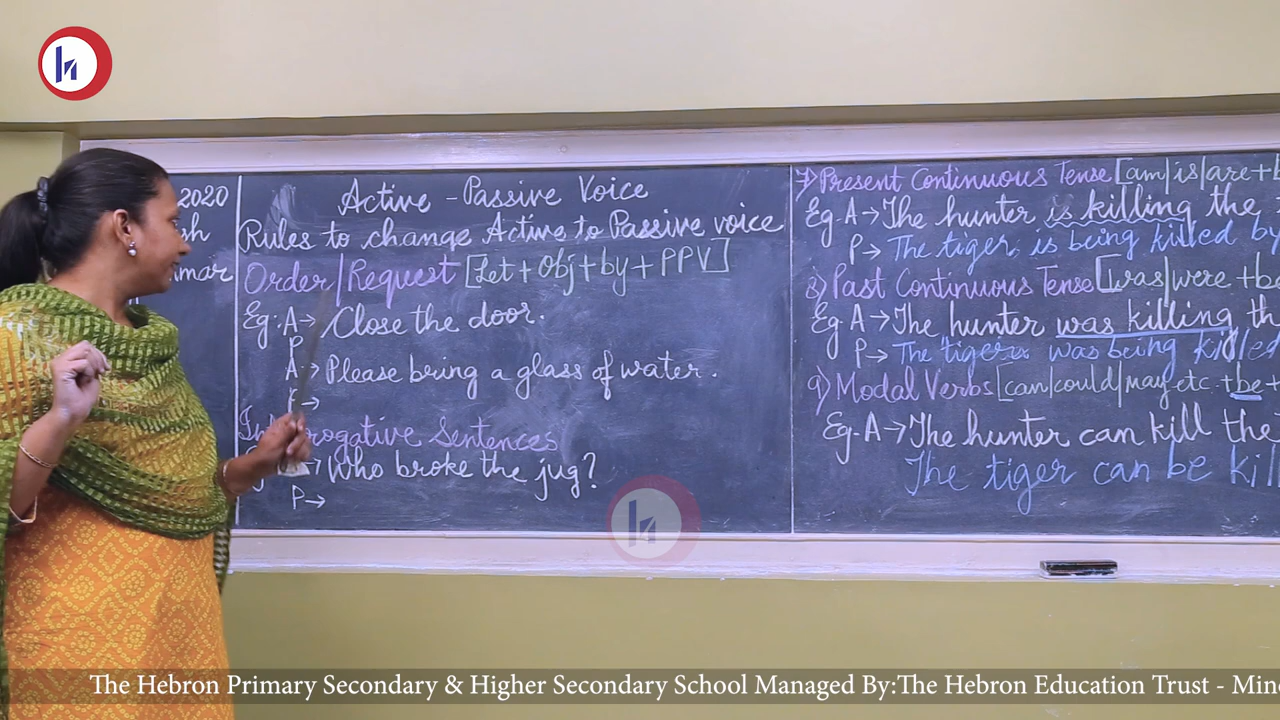 2020
Active - Passive Voice
Rules to change Active to Passive voice
Order/Request [Let + Obj + by + PPV]
Eg: A→ Close the door.
P
A→ Please bring a glass of water.
P→
Sentences
→ Who broke the jug?
P→
7) Present Continuous Tense [am|is|are +
Eg A→ The hunter is killing the
P→ The tiger is being killed by
8) Past Continuous Tense [was|were +be
Eg A→ The hunter was killing th
P→ The tiger was being killed
9) Modal Verbs [can|could|may etc. + be +
Eg. A→ The hunter can kill the
The tiger can be kill
The Hebron Primary Secondary & Higher Secondary School Managed By:The Hebron Education Trust -